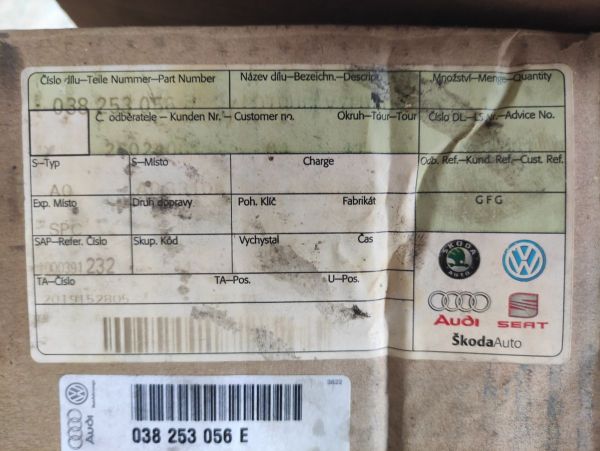 Číslo dílu–Teile Nummer–Part Number Název dílu–Bezeichn.–Descript. Množství–Menge–Quantity
038 253 056
Č. odběratele – Kunden Nr. – Customer no. Okruh–Tour–Tour Číslo DL–LS Nr.–Advice No.
S–Typ S–Místo Charge Odb. Ref.–Kund. Ref.–Cust. Ref.
A0
Exp. Místo Druh dopravy Poh. Klíč Fabrikát GFG
SPC
SAP–Refer. Číslo Skup. Kód Vychystal Čas
232
TA–Číslo TA–Pos. U–Pos.
2019152805
ŠKODA
AUTO
Audi SEAT
ŠkodaAuto
3622
Audi
038 253 056 E